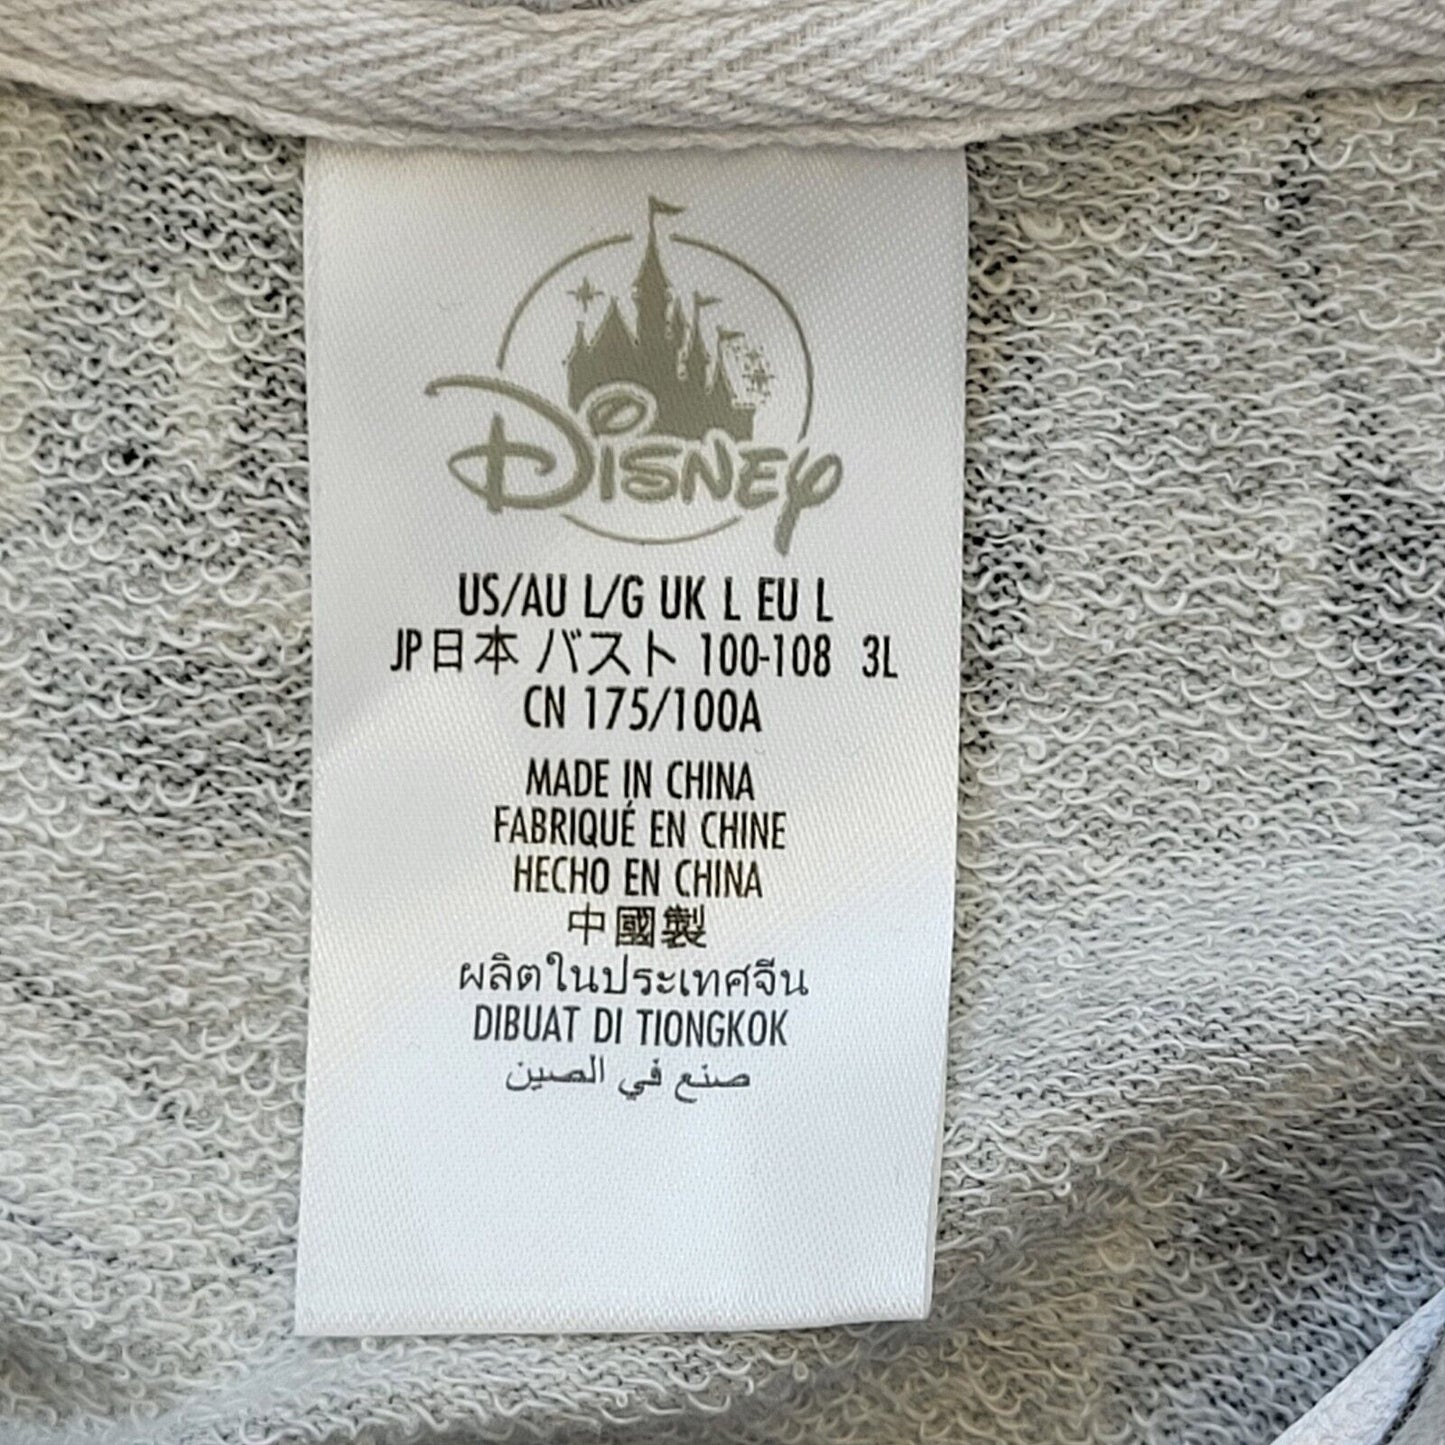 Disney
US/AU L/G UK L EU L
JP日本 バスト 100-108 3L
CN 175/100A
MADE IN CHINA
FABRIQUÉ EN CHINE
HECHO EN CHINA
中國製
ผลิตในประเทศจีน
DIBUAT DI TIONGKOK
صنع في الصين